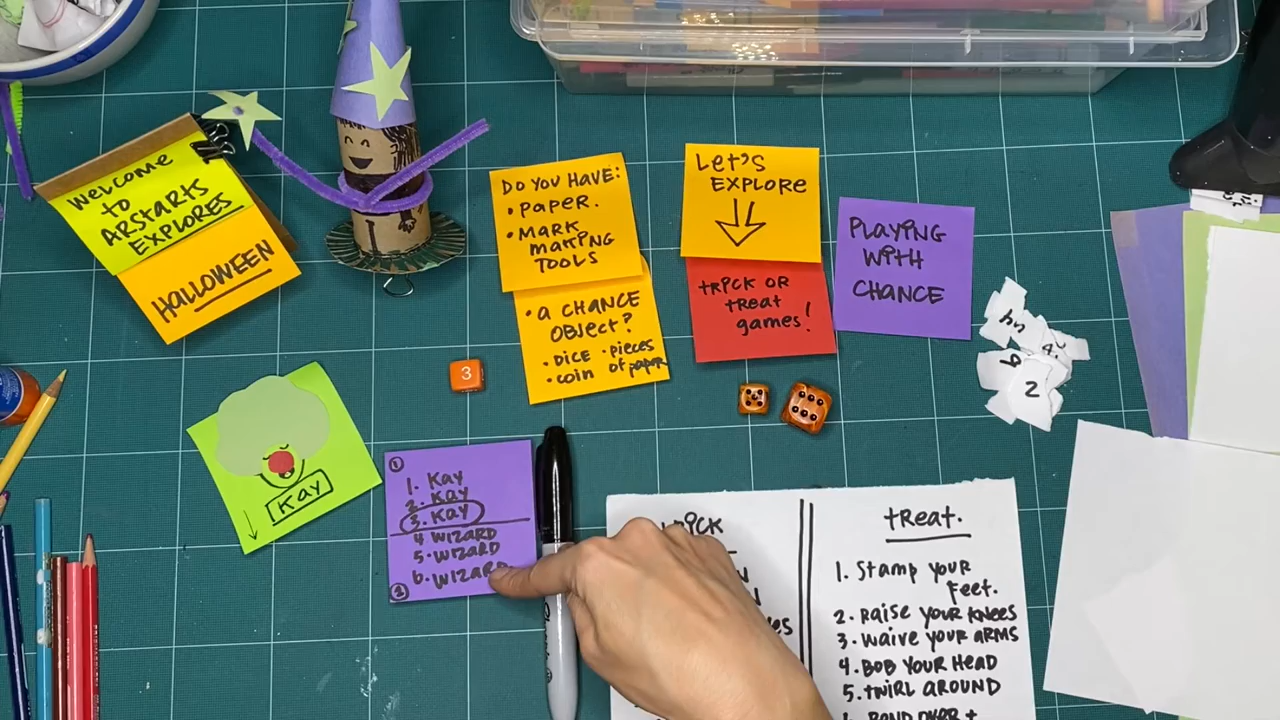 Welcome
to
ARSTARTS
EXPLORES
HALLOWEEN
DO YOU HAVE:
• PAPER.
• MARK
MAKING
TOOLS
• A CHANCE
OBJECT?
• DICE • pieces
• COIN of paper
LET'S
EXPLORE
TRICK OR
treat
games!
PLAYING
WITH
CHANCE
2
3
KAY
1
1. KAY
2. KAY
3. KAY
4 WIZARD
5. WIZARD
6. WIZARD
2
TRICK
treat.
1. Stamp your
Feet.
2. Raise your knees
3. Waive your ARMS
4. BOB YOUR HEAD
5. TWIRL AROUND